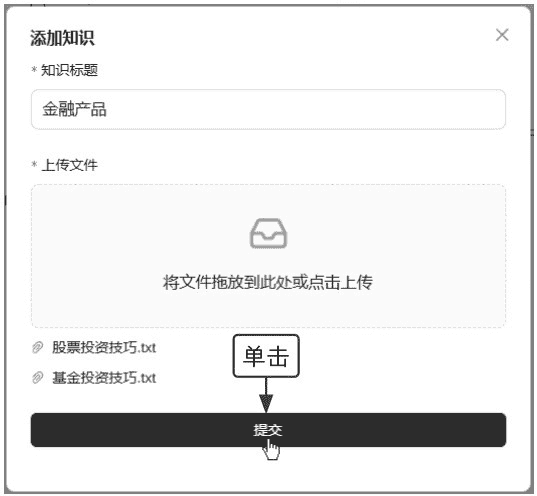 添加知识
* 知识标题
金融产品
* 上传文件
将文件拖放到此处或点击上传
股票投资技巧.txt
基金投资技巧.txt
单击
提交